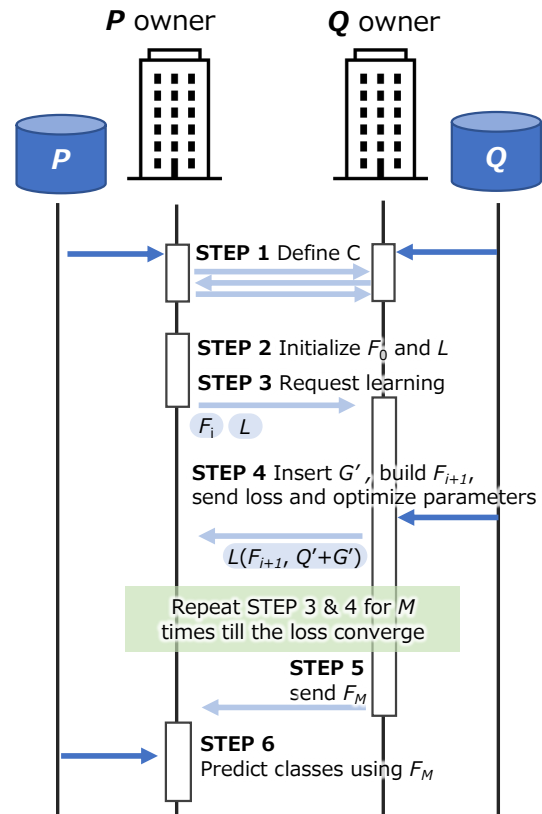 P owner
Q owner
P
Q
STEP 1 Define C
STEP 2 Initialize F₀ and L
STEP 3 Request learning
Fᵢ L
STEP 4 Insert G′ , build Fᵢ₊₁,
send loss and optimize parameters
L(Fᵢ₊₁, Q′+G′)
Repeat STEP 3 & 4 for M
times till the loss converge
STEP 5
send F_M
STEP 6
Predict classes using F_M